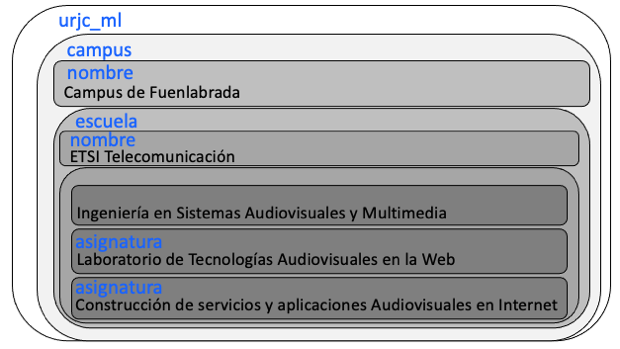 urjc_ml
campus
nombre
Campus de Fuenlabrada
escuela
nombre
ETSI Telecomunicación
Ingeniería en Sistemas Audiovisuales y Multimedia
asignatura
Laboratorio de Tecnologías Audiovisuales en la Web
asignatura
Construcción de servicios y aplicaciones Audiovisuales en Internet